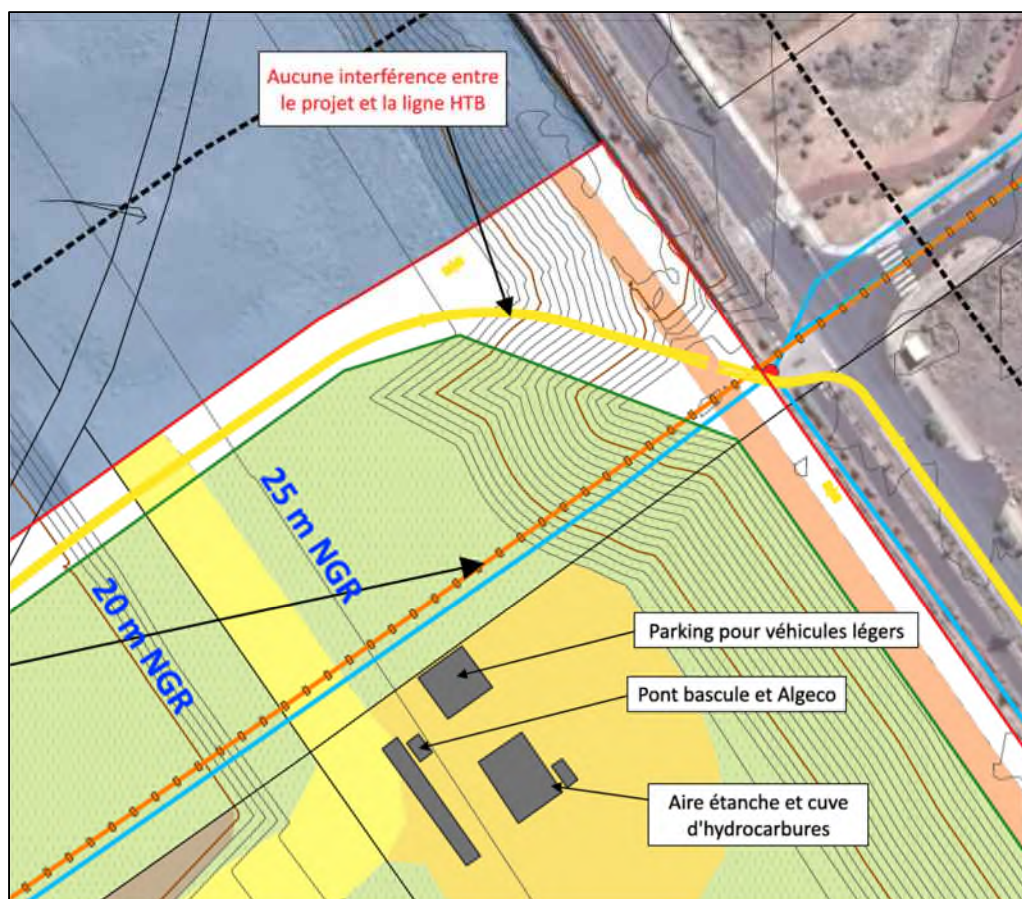 Aucune interférence entre
le projet et la ligne HTB
25 m NGR
20 m NGR
Parking pour véhicules légers
Pont bascule et Algeco
Aire étanche et cuve
d'hydrocarbures